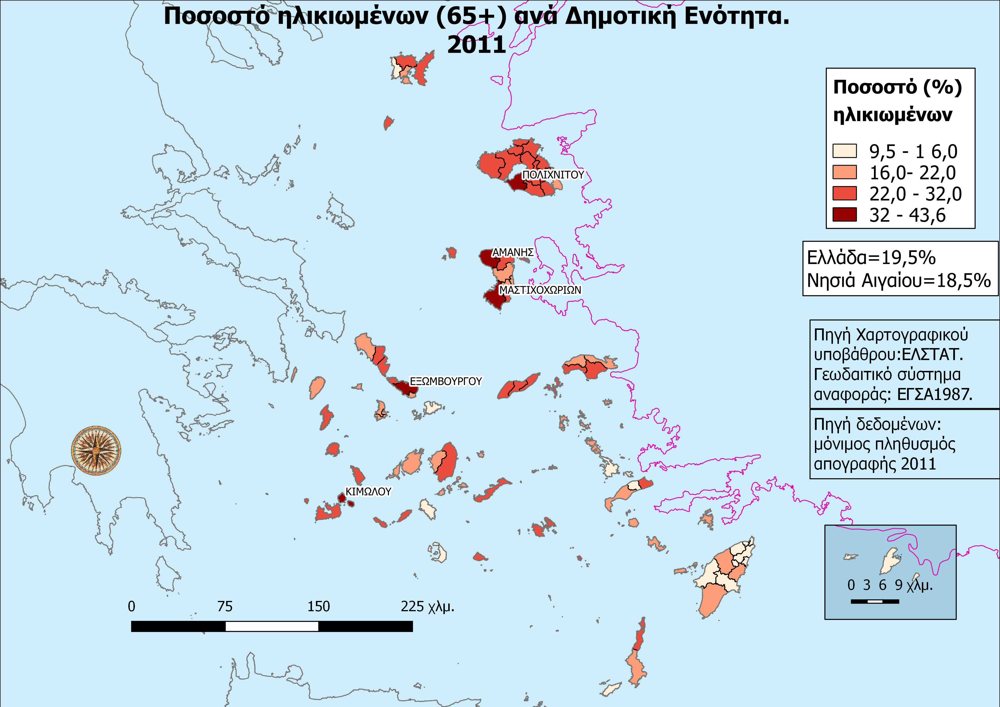 Ποσοστό ηλικιωμένων (65+) ανά Δημοτική Ενότητα.
2011
Ποσοστό (%)
ηλικιωμένων
9,5 - 1 6,0
16,0- 22,0
22,0 - 32,0
32 - 43,6
ΠΟΛΙΧΝΙΤΟΥ
ΑΜΑΝΗΣ
Ελλάδα=19,5%
Νησιά Αιγαίου=18,5%
ΜΑΣΤΙΧΟΧΩΡΙΩΝ
Πηγή Χαρτογραφικού
υποβάθρου:ΕΛΣΤΑΤ.
Γεωδαιτικό σύστημα
αναφοράς: ΕΓΣΑ1987.
ΕΞΩΜΒΟΥΡΓΟΥ
Πηγή δεδομένων:
μόνιμος πληθυσμός
απογραφής 2011
ΚΙΜΩΛΟΥ
0 3 6 9 χλμ.
0 75 150 225 χλμ.